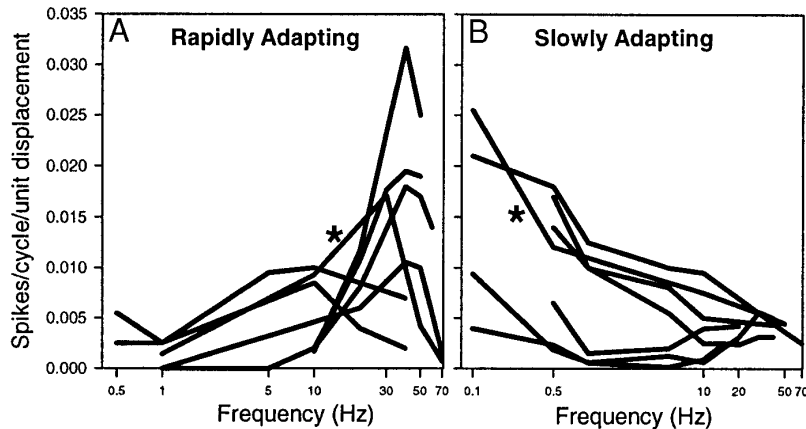 A Rapidly Adapting
B Slowly Adapting
Spikes/cycle/unit displacement
0.035
0.030
0.025
0.020
0.015
0.010
0.005
0.000
*
*
0.5 1 5 10 30 50 70
0.1 0.5 10 20 50 70
Frequency (Hz)
Frequency (Hz)